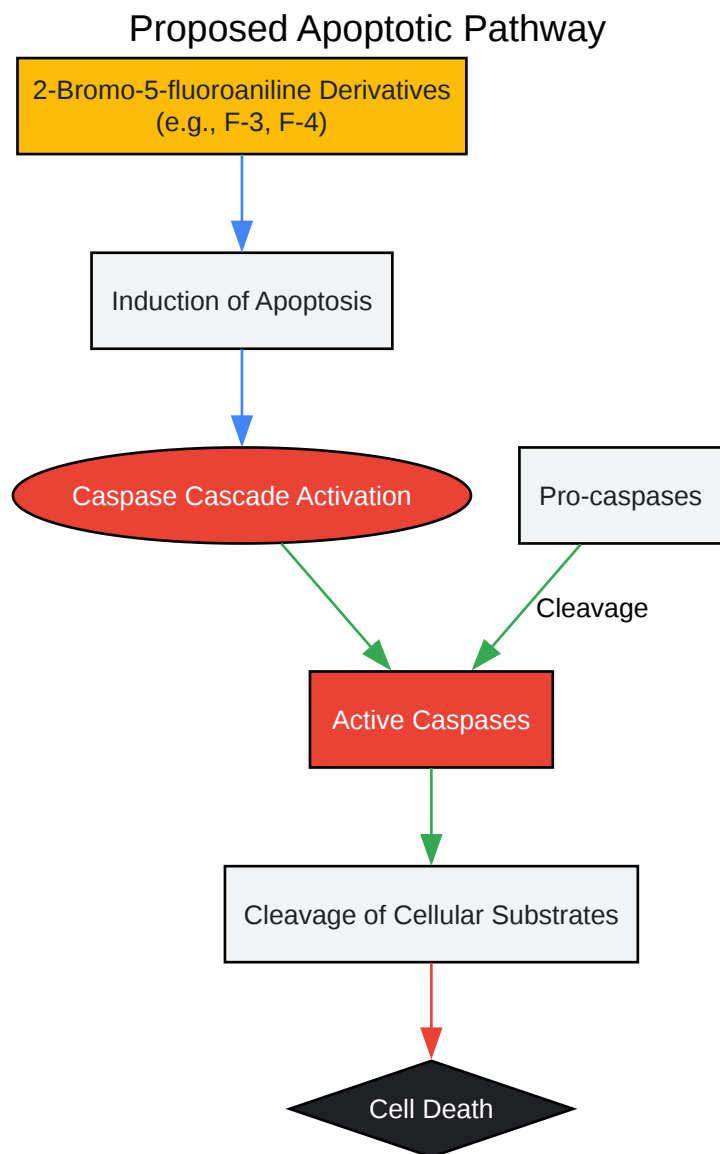 Proposed Apoptotic Pathway
2-Bromo-5-fluoroaniline Derivatives
(e.g., F-3, F-4)
Induction of Apoptosis
Caspase Cascade Activation
Pro-caspases
Cleavage
Active Caspases
Cleavage of Cellular Substrates
Cell Death